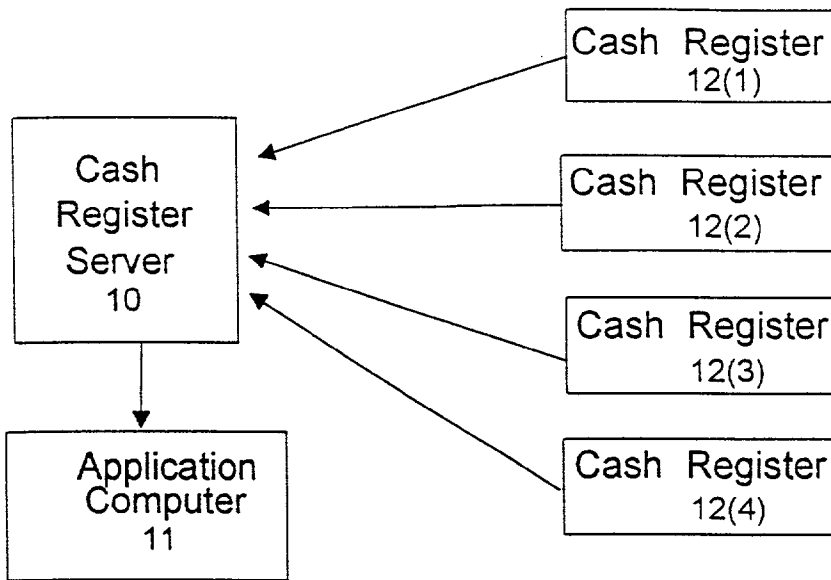 Cash Register
12(1)
Cash
Register
Server
10
Cash Register
12(2)
Cash Register
12(3)
Application
Computer
11
Cash Register
12(4)